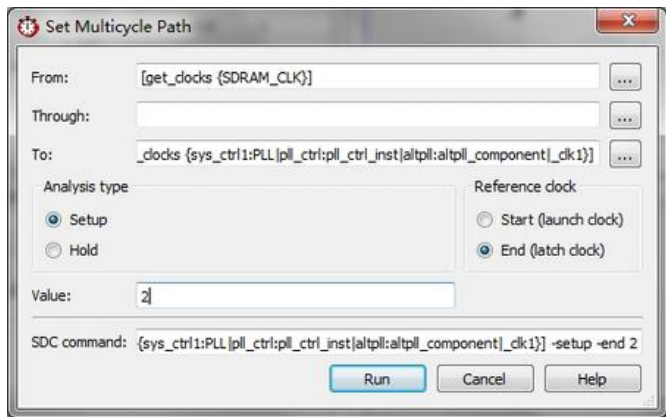 Set Multicycle Path
From: [get_clocks {SDRAM_CLK}] ...
Through: ...
To: _clocks {sys_ctrl1:PLL|pll_ctrl:pll_ctrl_inst|altpll:altpll_component|_clk1}] ...
Analysis type Reference clock
Setup Start (launch clock)
Hold End (latch clock)
Value: 2
SDC command: {sys_ctrl1:PLL|pll_ctrl:pll_ctrl_inst|altpll:altpll_component|_clk1}] -setup -end 2
Run Cancel Help